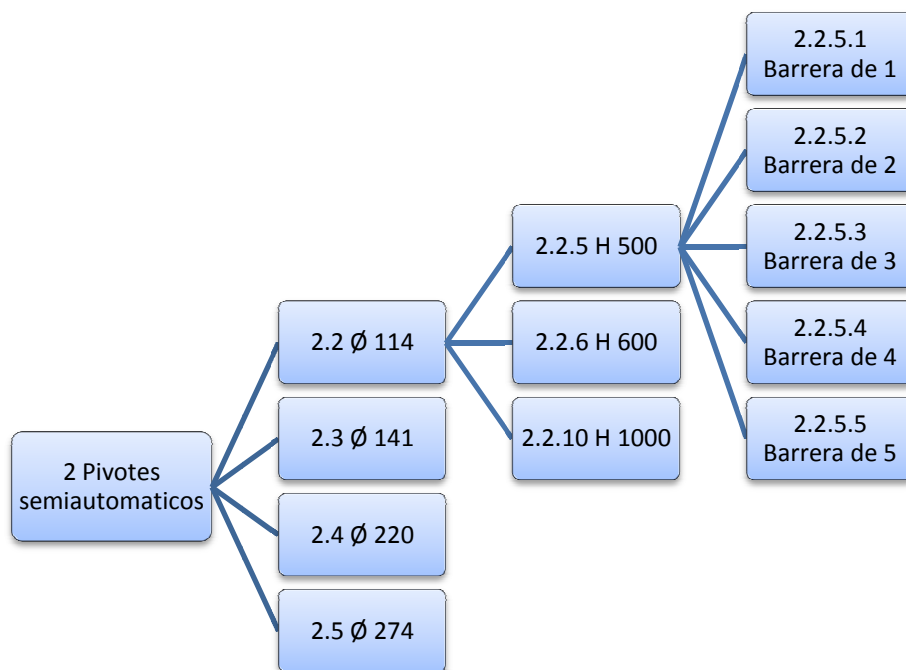 2 Pivotes
semiautomaticos
2.2 Ø 114
2.3 Ø 141
2.4 Ø 220
2.5 Ø 274
2.2.5 H 500
2.2.6 H 600
2.2.10 H 1000
2.2.5.1
Barrera de 1
2.2.5.2
Barrera de 2
2.2.5.3
Barrera de 3
2.2.5.4
Barrera de 4
2.2.5.5
Barrera de 5